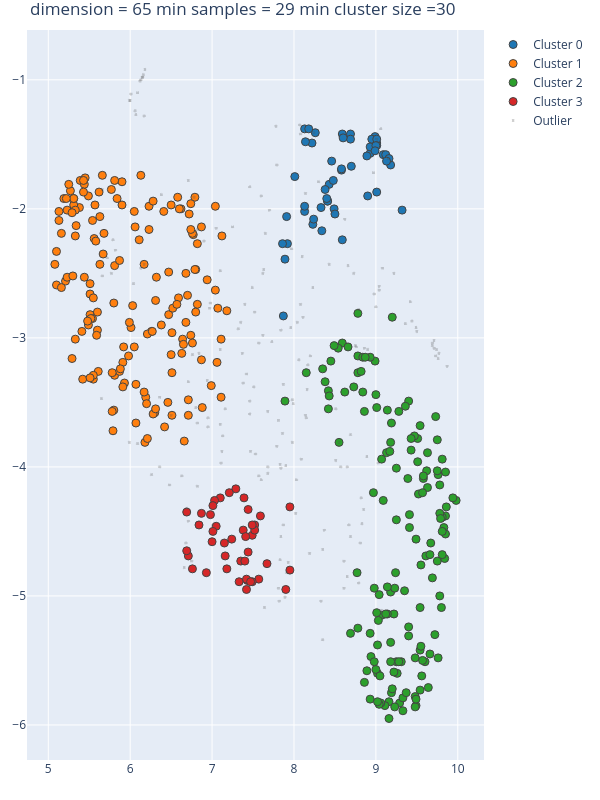 dimension = 65 min samples = 29 min cluster size =30
Cluster 0
Cluster 1
Cluster 2
Cluster 3
Outlier
−1
−2
−3
−4
−5
−6
5 6 7 8 9 10